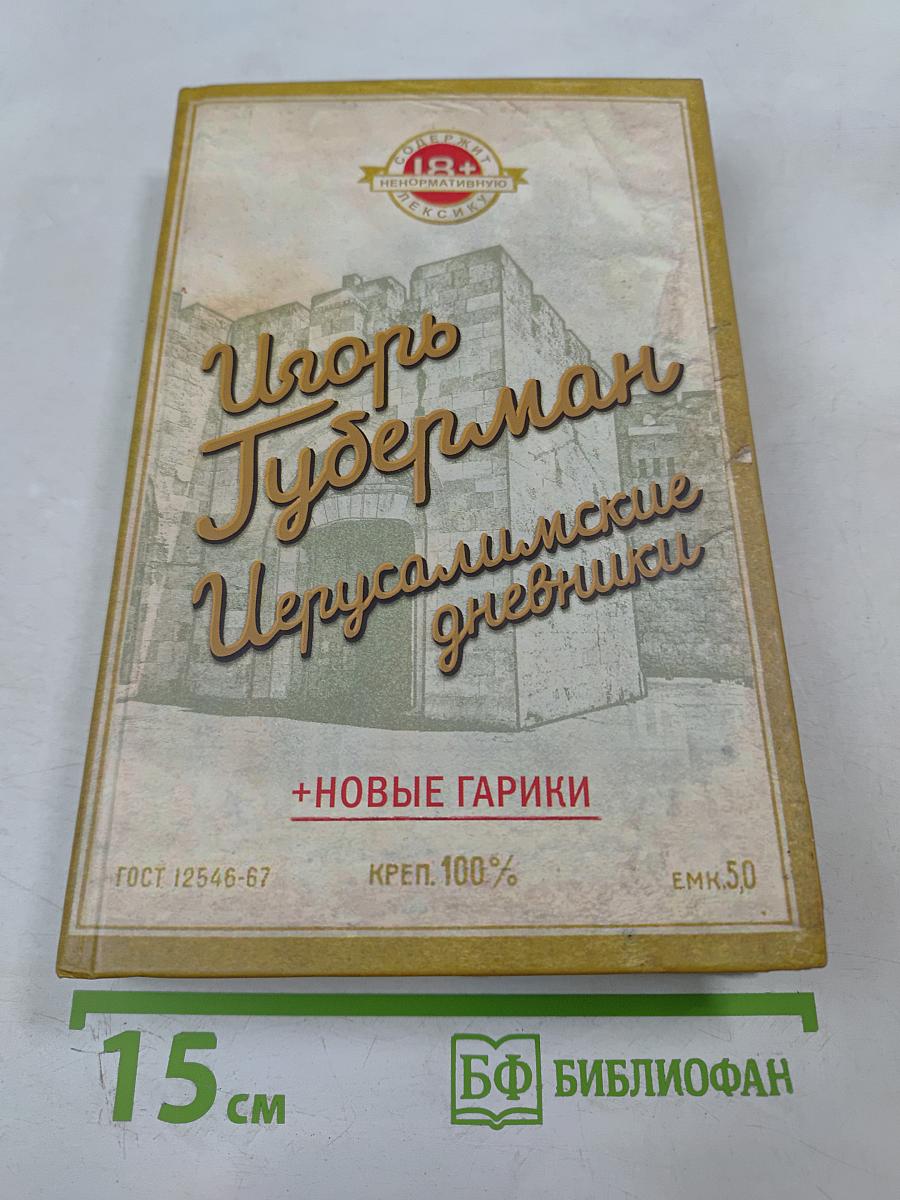 СОДЕРЖИТ
18+
НЕНОРМАТИВНУЮ
ЛЕКСИКУ
Игорь
Губерман
Иерусалимские
дневники
+НОВЫЕ ГАРИКИ
ГОСТ 12546-67 КРЕП. 100% ЕМК.5,0
15 см
БФ БИБЛИОФАН